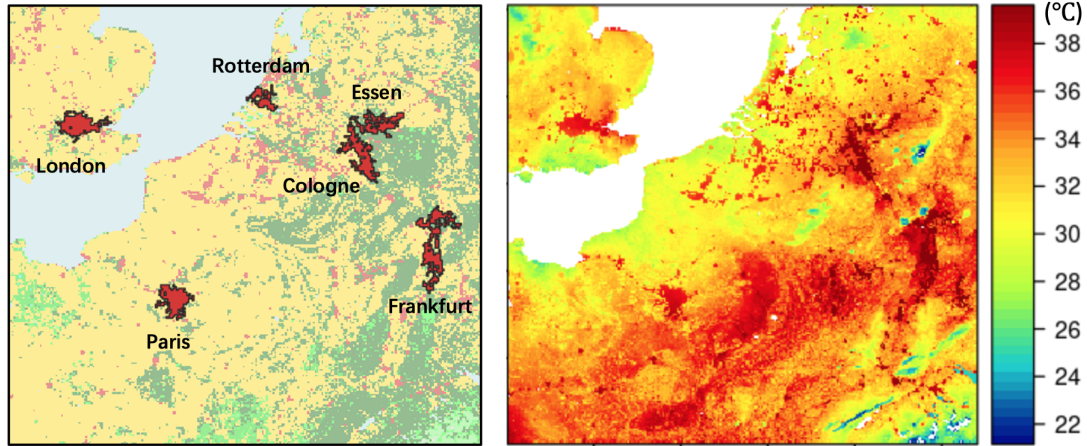 Rotterdam
Essen
London
Cologne
Frankfurt
Paris
(°C)
38
36
34
32
30
28
26
24
22